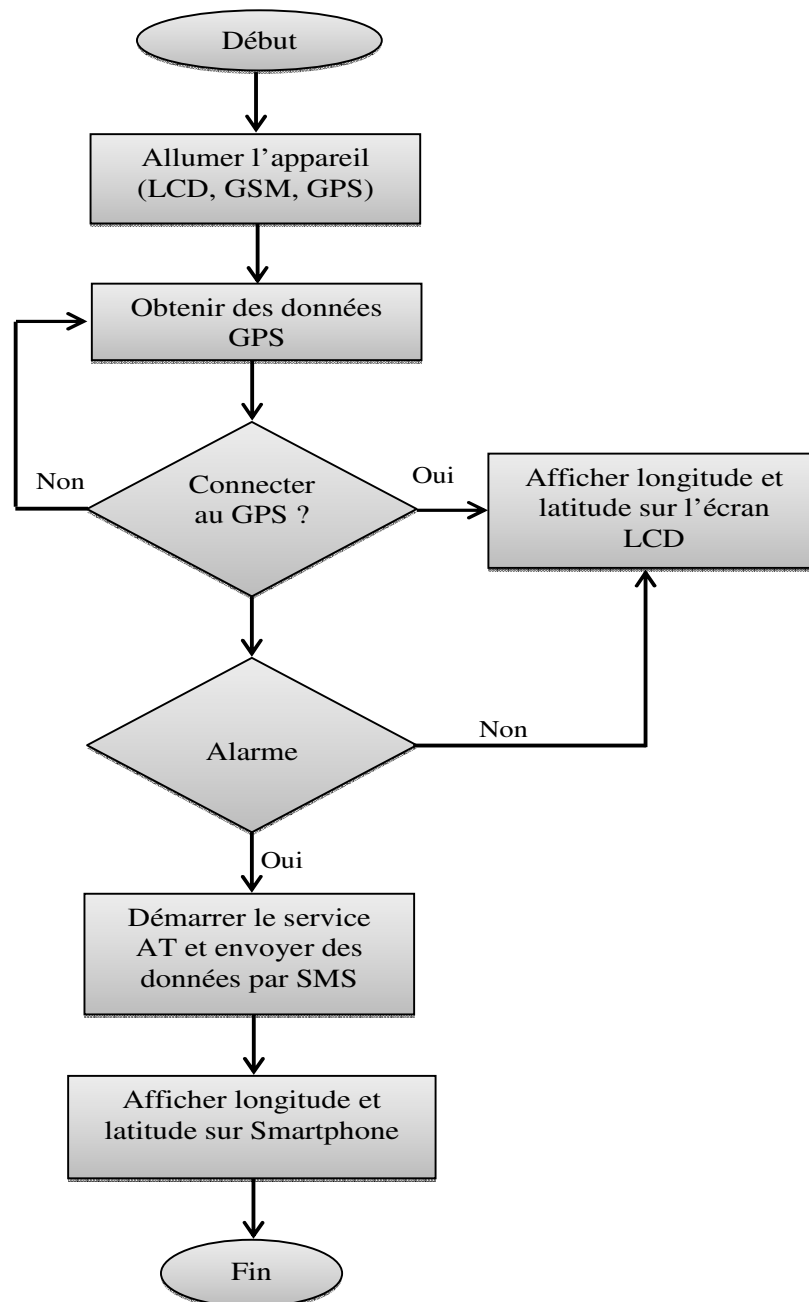 Début
Allumer l’appareil
(LCD, GSM, GPS)
Obtenir des données
GPS
Non
Connecter
au GPS ?
Oui
Afficher longitude et
latitude sur l’écran
LCD
Alarme
Non
Oui
Démarrer le service
AT et envoyer des
données par SMS
Afficher longitude et
latitude sur Smartphone
Fin